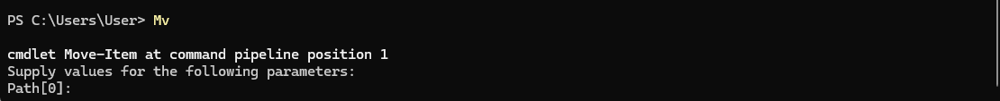 PS C:\Users\User> Mv
cmdlet Move-Item at command pipeline position 1
Supply values for the following parameters:
Path[0]: